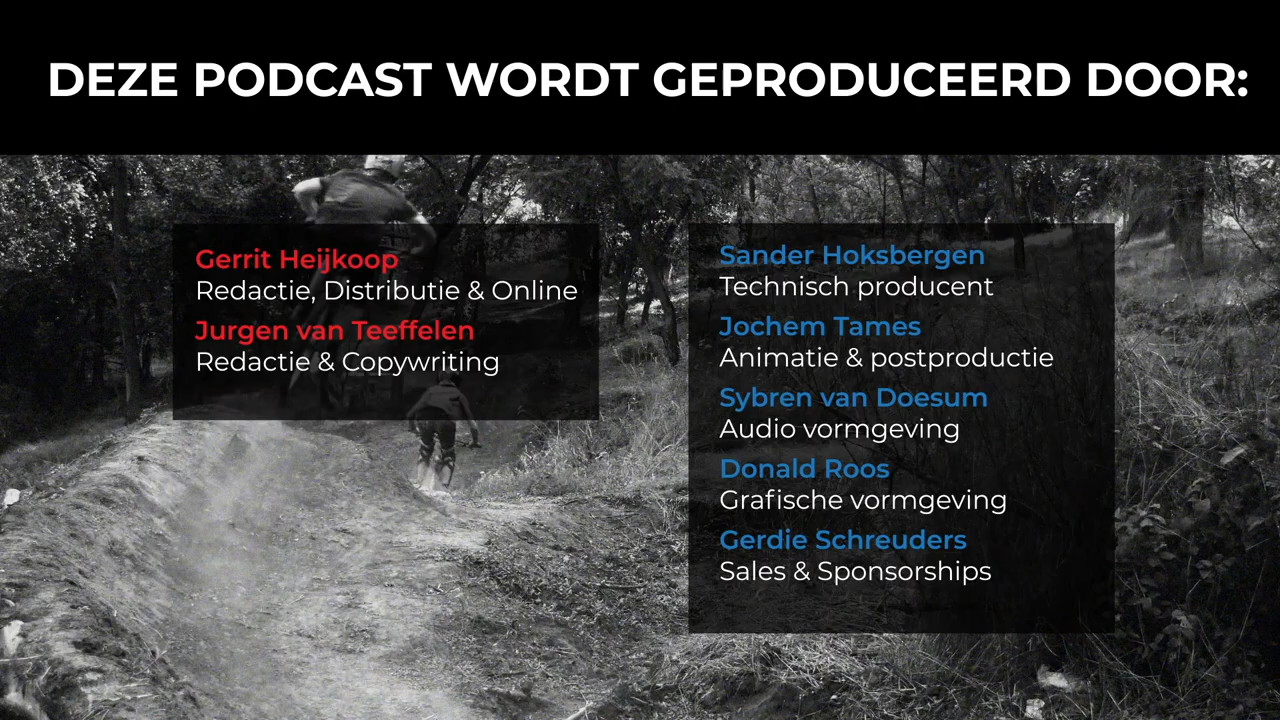 DEZE PODCAST WORDT GEPRODUCEERD DOOR:
Gerrit Heijkoop
Redactie, Distributie & Online
Jurgen van Teeffelen
Redactie & Copywriting
Sander Hoksbergen
Technisch producent
Jochem Tames
Animatie & postproductie
Sybren van Doesum
Audio vormgeving
Donald Roos
Grafische vormgeving
Gerdie Schreuders
Sales & Sponsorships